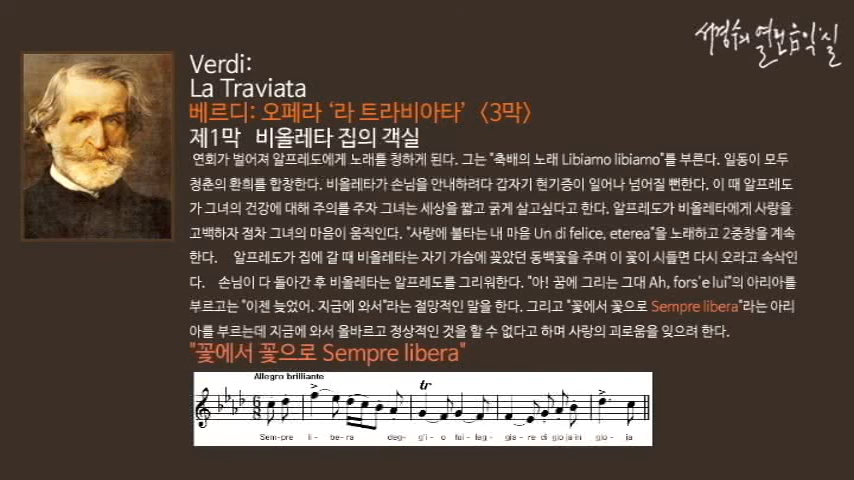 서경수의 열린音악실
Verdi:
La Traviata
베르디: 오페라 ‘라 트라비아타’ <3막>
제1막 비올레타 집의 객실
연회가 벌어져 알프레도에게 노래를 청하게 된다. 그는 "축배의 노래 Libiamo libiamo"를 부른다. 일동이 모두
청춘의 환희를 합창한다. 비올레타가 손님을 안내하려다 갑자기 현기증이 일어나 넘어질 뻔한다. 이 때 알프레도
가 그녀의 건강에 대해 주의를 주자 그녀는 세상을 짧고 굵게 살고싶다고 한다. 알프레도가 비올레타에게 사랑을
고백하자 점차 그녀의 마음이 움직인다. "사랑에 불타는 내 마음 Un di felice, eterea"을 노래하고 2중창을 계속
한다. 알프레도가 집에 갈 때 비올레타는 자기 가슴에 꽂았던 동백꽃을 주며 이 꽃이 시들면 다시 오라고 속삭인
다. 손님이 다 돌아간 후 비올레타는 알프레도를 그리워한다. "아! 꿈에 그리는 그대 Ah, fors'e lui"의 아리아를
부르고는 "이젠 늦었어. 지금에 와서"라는 절망적인 말을 한다. 그리고 "꽃에서 꽃으로 Sempre libera"라는 아리
아를 부르는데 지금에 와서 올바르고 정상적인 것을 할 수 없다고 하며 사랑의 괴로움을 잊으려 한다.
"꽃에서 꽃으로 Sempre libera"
Allegro brilliante
tr
Sem-pre li - be - ra deg- g'i - o fol - leg - gia - re di gio ja in gio - ja